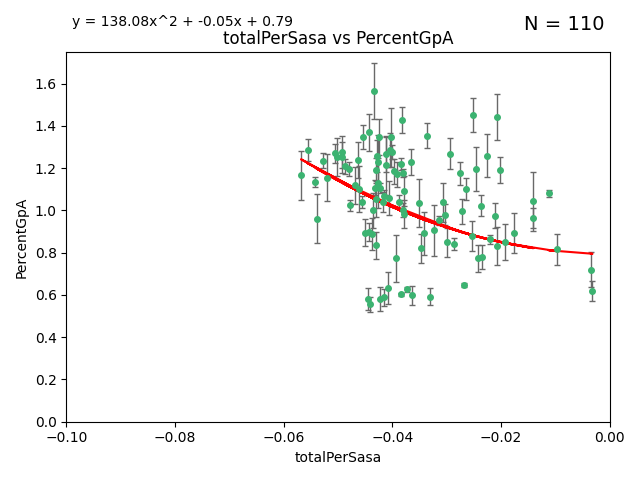 y = 138.08x^2 + -0.05x + 0.79
N = 110
totalPerSasa vs PercentGpA
PercentGpA
1.6
1.4
1.2
1.0
0.8
0.6
0.4
0.2
0.0
−0.10 −0.08 −0.06 −0.04 −0.02 0.00
totalPerSasa